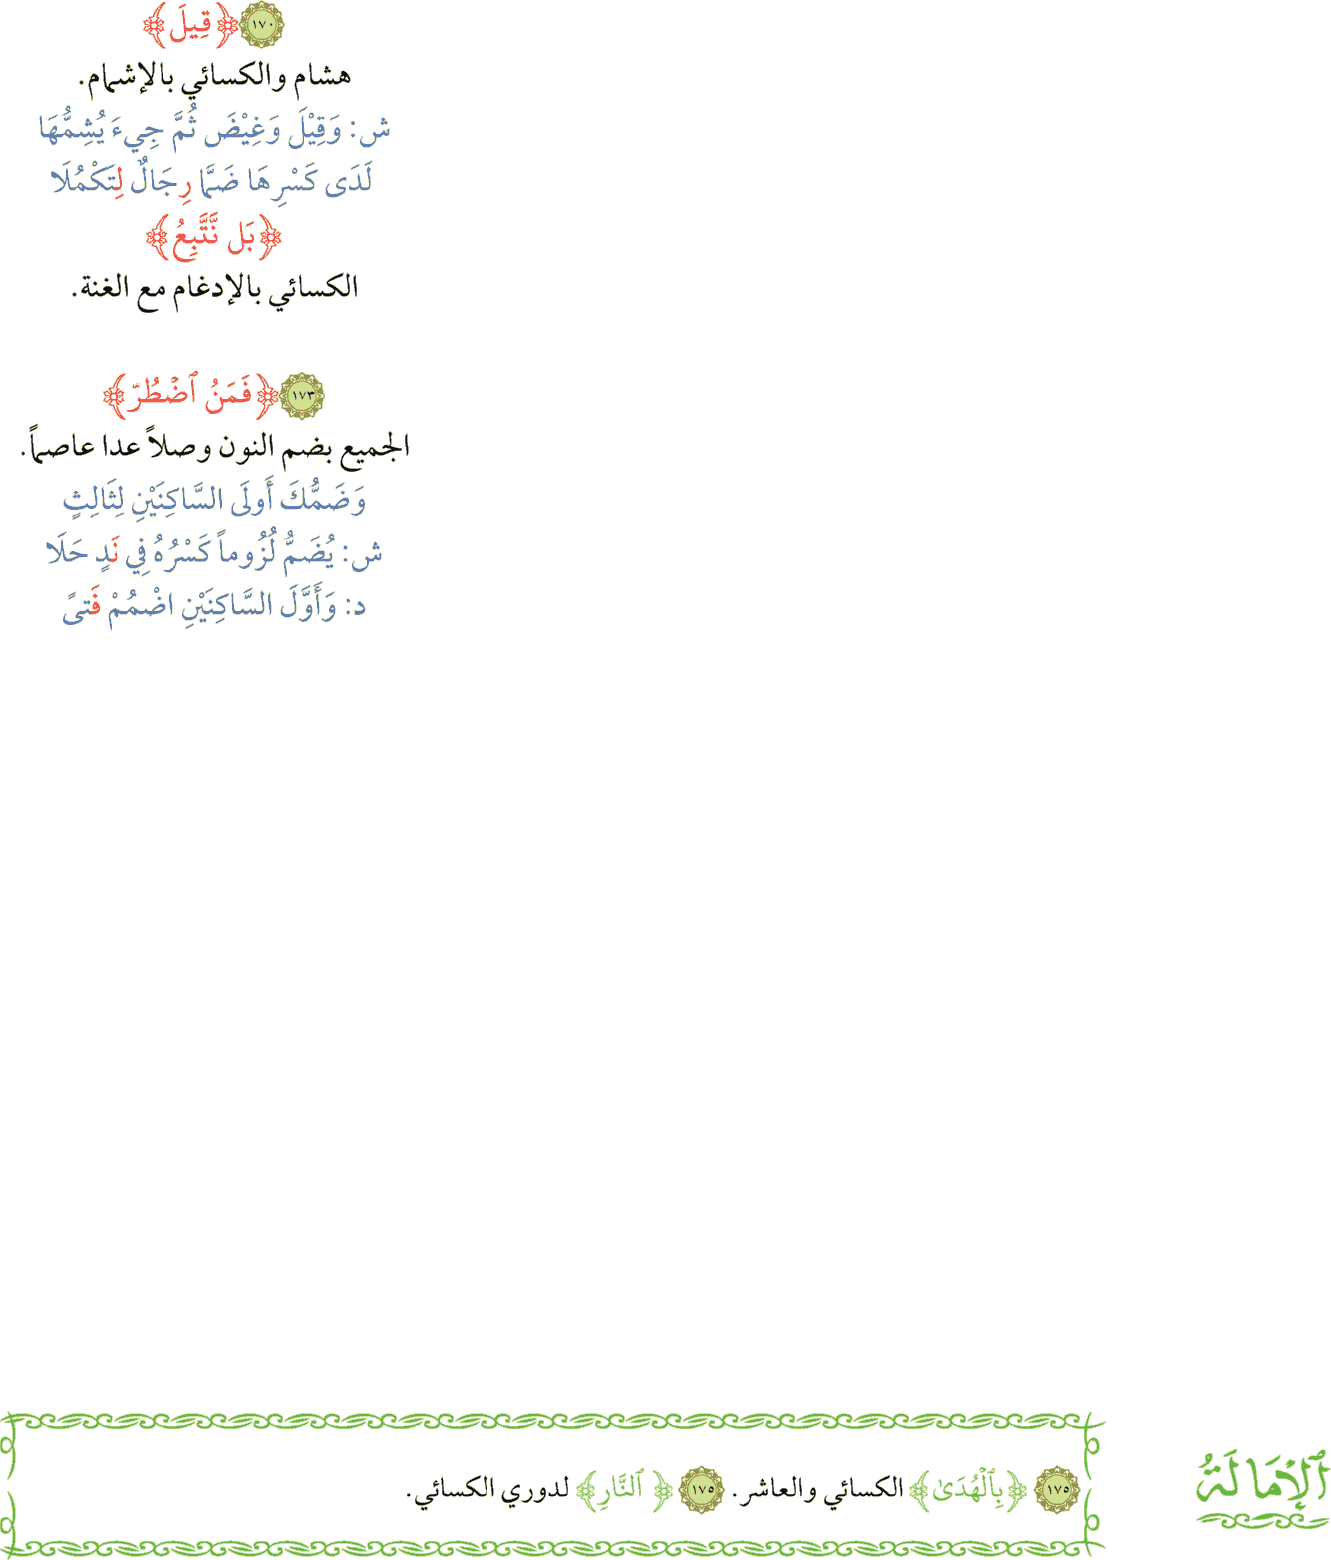 ١٧٠ ﴿قِيلَ﴾
هشام والكسائي بالإشمام.
ش: وَقِيْلَ وَغِيْضَ ثُمَّ جِيءَ يُشِمُّهَا
لَدَى كَسْرِهَا ضَمًّا رِجَالٌ لِتَكْمُلَا
﴿بَل نَّتَّبِعُ﴾
الكسائي بالإدغام مع الغنة.
١٧٣ ﴿فَمَنُ ٱضۡطُرّ﴾
الجميع بضم النون وصلاً عدا عاصماً.
وَضَمُّكَ أَولَى السَّاكِنَيْنِ لِثَالِثٍ
ش: يُضَمُّ لُزُوماً كَسْرُهُ فِي نَدٍ حَلَا
د: وَأَوَّلَ السَّاكِنَيْنِ اضْمُمْ فَتىً
ٱلْإِمَالَةُ
١٧٥ ﴿بِٱلۡهُدَىٰ﴾ الكسائي والعاشر. ١٧٥ ﴿ٱلنَّارِ﴾ لدوري الكسائي.